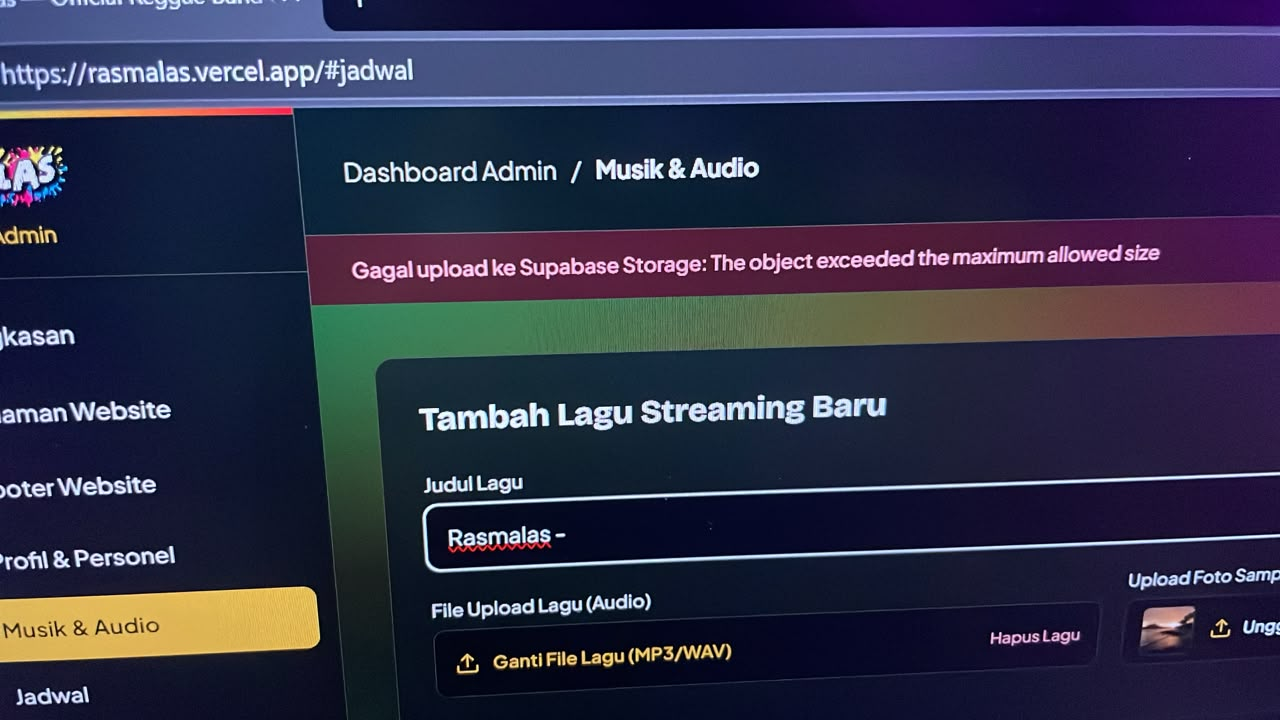 https://rasmalas.vercel.app/#jadwal
LAS
Admin
Dashboard Admin / Musik & Audio
Gagal upload ke Supabase Storage: The object exceeded the maximum allowed size
gkasan
aman Website
ooter Website
Profil & Personel
Musik & Audio
Jadwal
Tambah Lagu Streaming Baru
Judul Lagu
Rasmalas -
File Upload Lagu (Audio)
Ganti File Lagu (MP3/WAV)
Hapus Lagu
Upload Foto Samp
Ungg